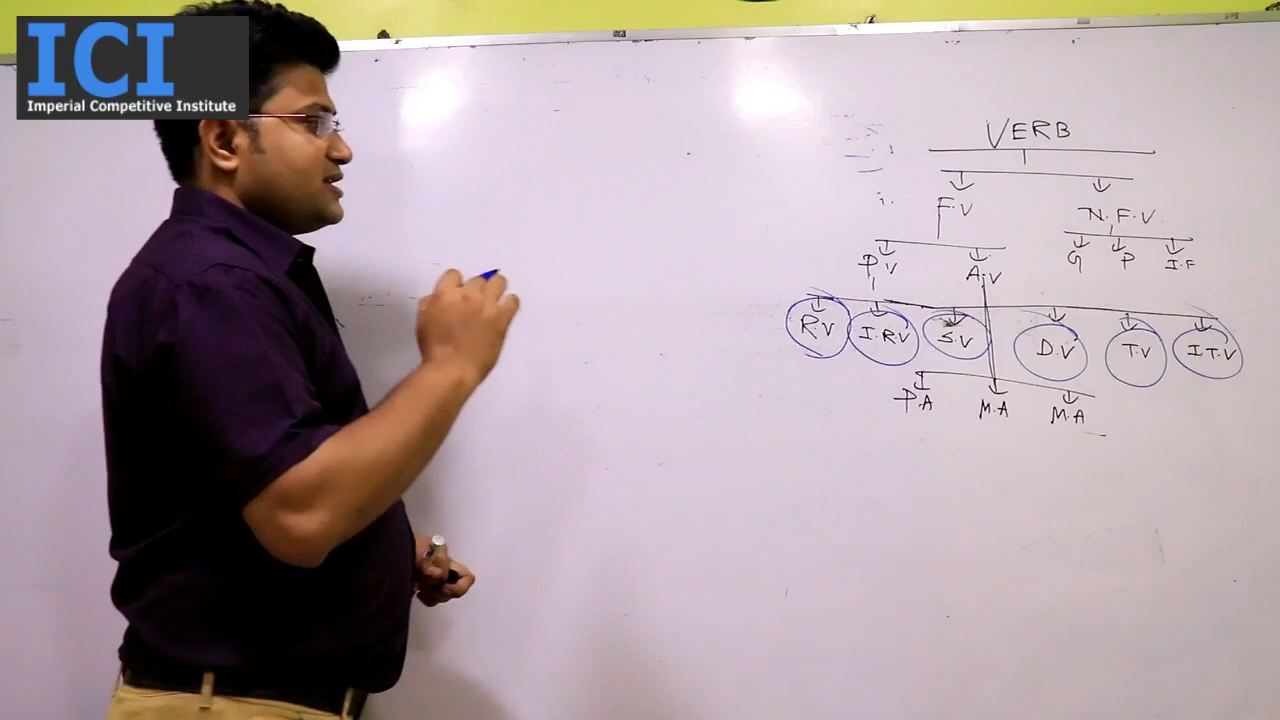 ICI
Imperial Competitive Institute
VERB
F.V N.F.V.
P.V A.V G P I.F
R.V I.R.V S.V D.V T.V I.T.V
P.A M.A M.A